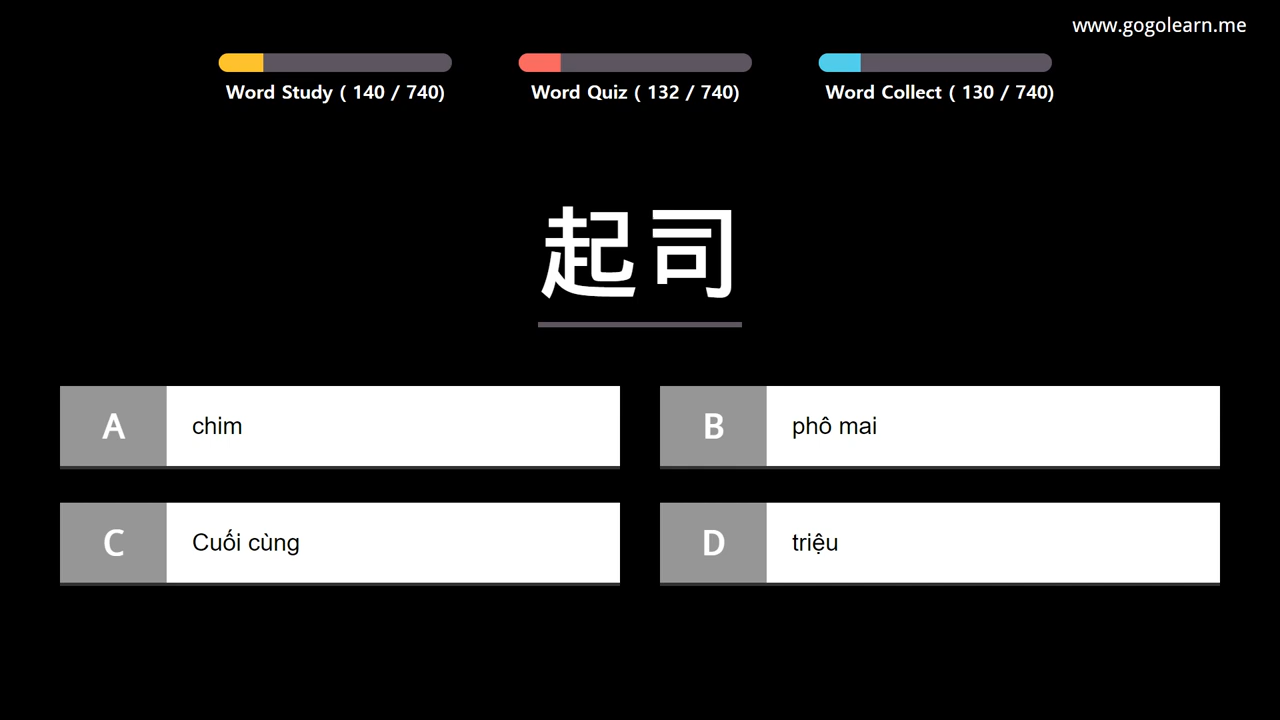 www.gogolearn.me
Word Study ( 140 / 740)
Word Quiz ( 132 / 740)
Word Collect ( 130 / 740)
起司
A chim
B phô mai
C Cuối cùng
D triệu